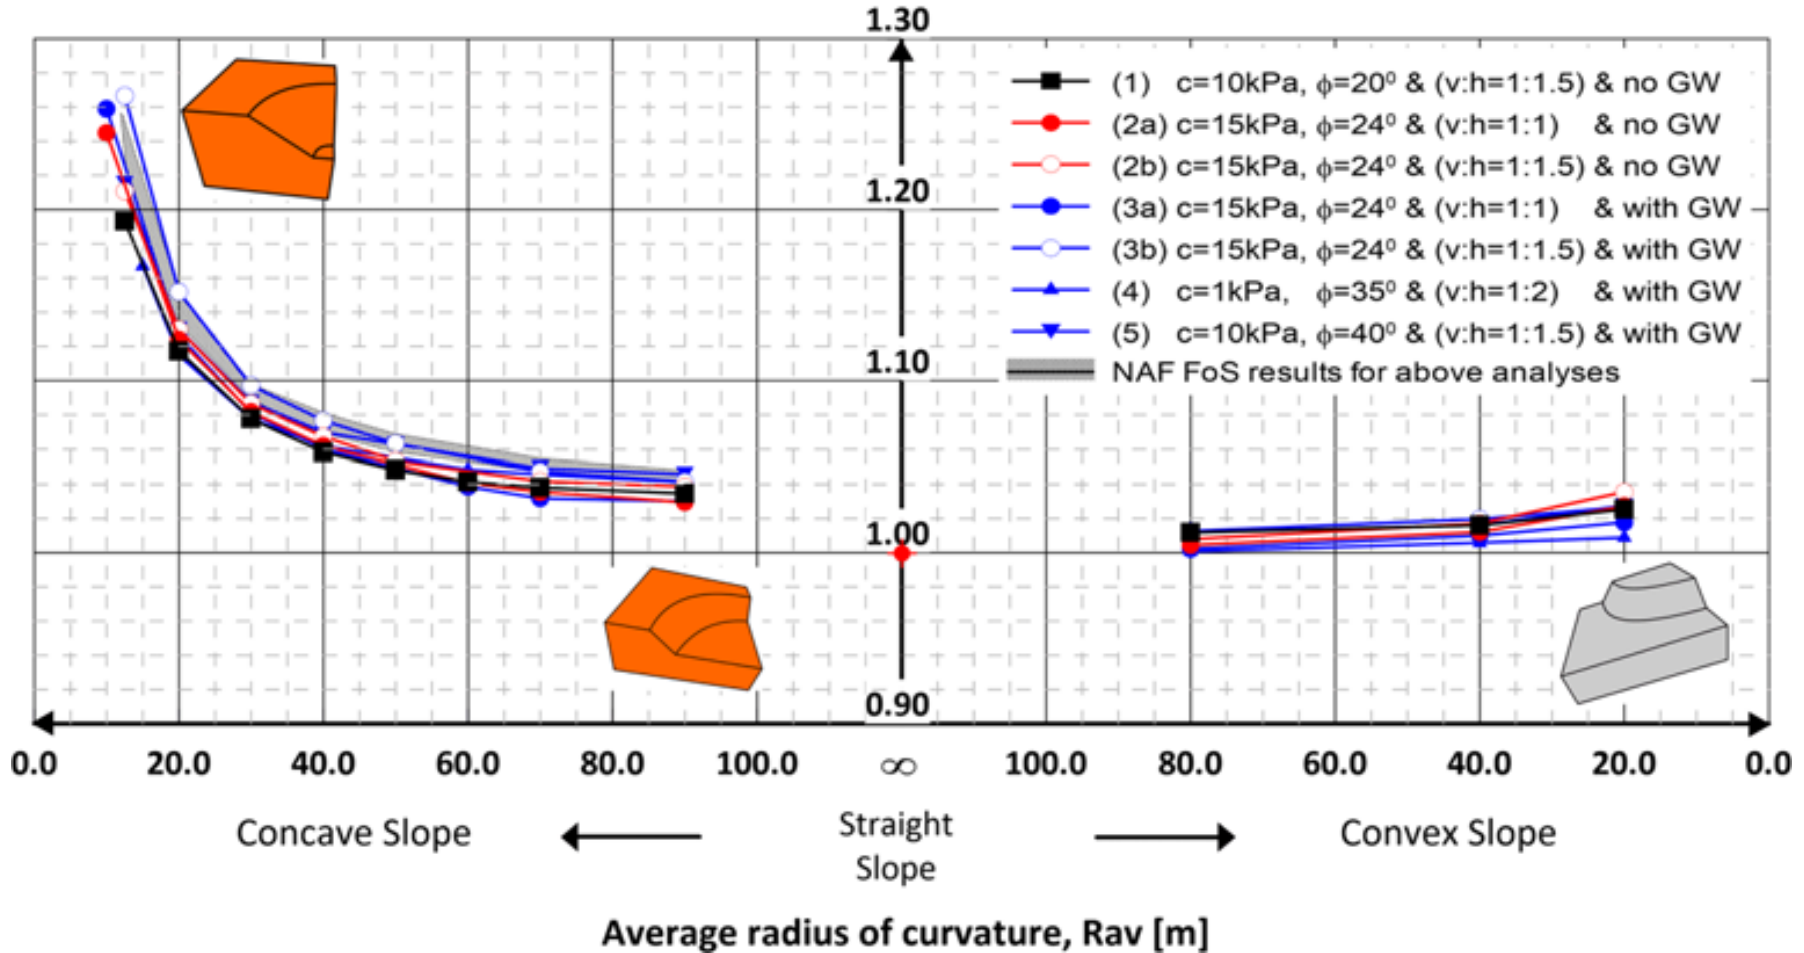 1.30
(1) c=10kPa, ϕ=20⁰ & (v:h=1:1.5) & no GW
(2a) c=15kPa, ϕ=24⁰ & (v:h=1:1) & no GW
(2b) c=15kPa, ϕ=24⁰ & (v:h=1:1.5) & no GW
1.20
(3a) c=15kPa, ϕ=24⁰ & (v:h=1:1) & with GW
(3b) c=15kPa, ϕ=24⁰ & (v:h=1:1.5) & with GW
(4) c=1kPa, ϕ=35⁰ & (v:h=1:2) & with GW
(5) c=10kPa, ϕ=40⁰ & (v:h=1:1.5) & with GW
1.10
NAF FoS results for above analyses
1.00
0.90
0.0 20.0 40.0 60.0 80.0 100.0 ∞ 100.0 80.0 60.0 40.0 20.0 0.0
Concave Slope
Straight
Slope
Convex Slope
Average radius of curvature, Rav [m]